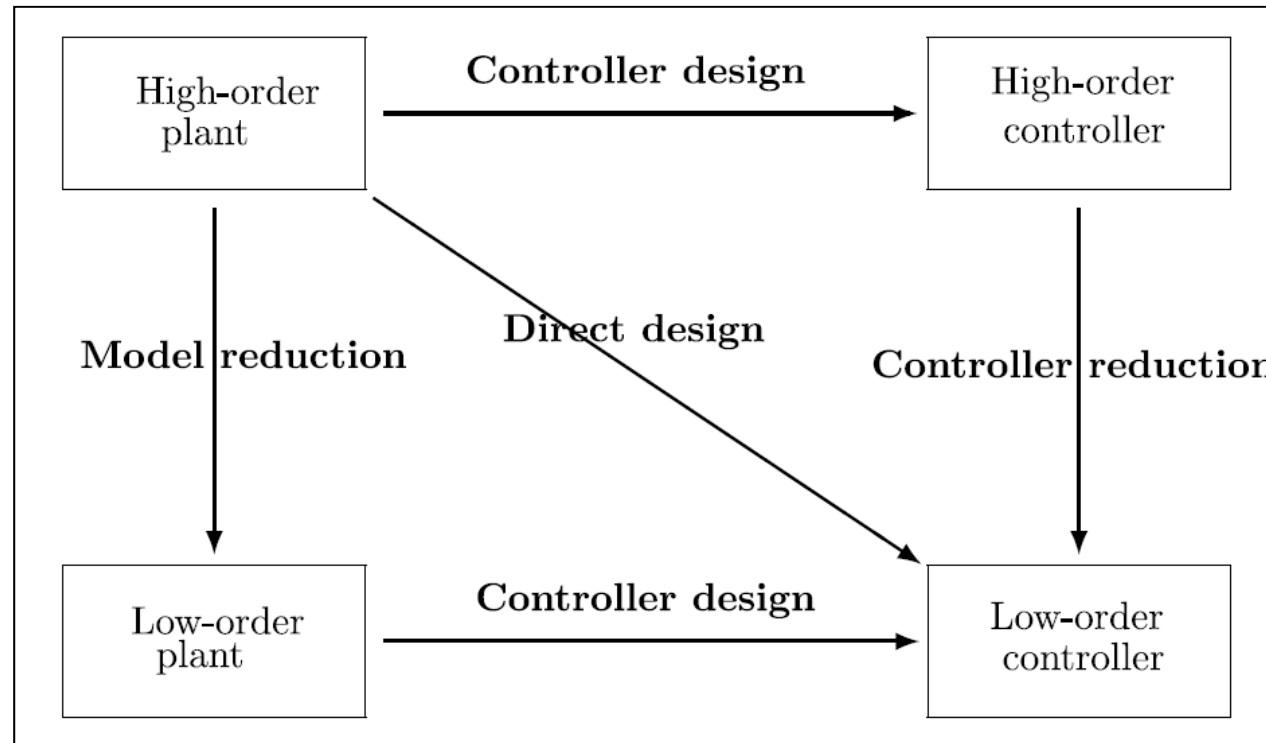 Controller design
High-order
plant
High-order
controller
Direct design
Model reduction
Controller reduction
Controller design
Low-order
plant
Low-order
controller